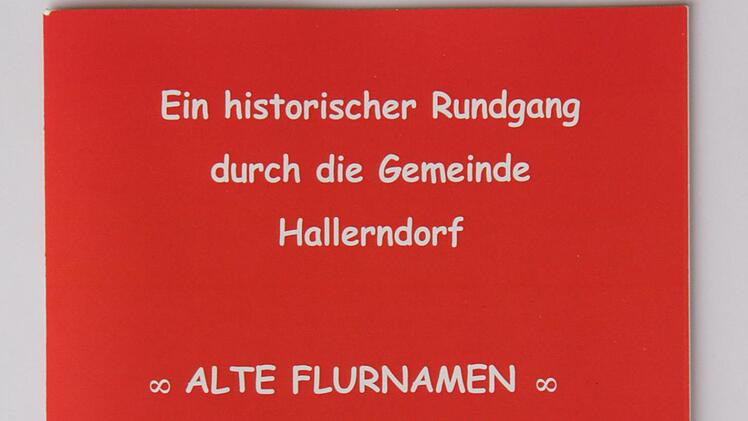 Ein historischer Rundgang
durch die Gemeinde
Hallerndorf
∞ ALTE FLURNAMEN ∞